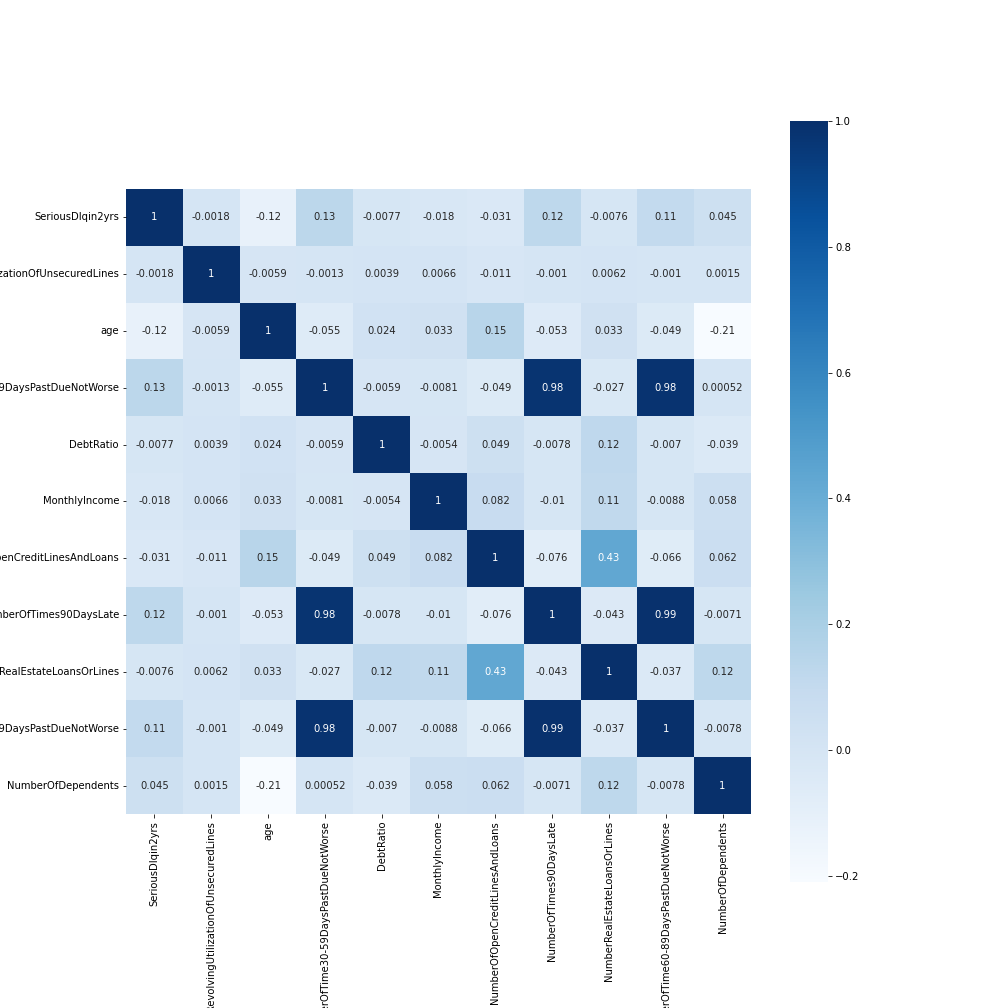 1.0
SeriousDlqin2yrs 1 -0.0018 -0.12 0.13 -0.0077 -0.018 -0.031 0.12 -0.0076 0.11 0.045
0.8
zationOfUnsecuredLines -0.0018 1 -0.0059 -0.0013 0.0039 0.0066 -0.011 -0.001 0.0062 -0.001 0.0015
age -0.12 -0.0059 1 -0.055 0.024 0.033 0.15 -0.053 0.033 -0.049 -0.21
0.6
9DaysPastDueNotWorse 0.13 -0.0013 -0.055 1 -0.0059 -0.0081 -0.049 0.98 -0.027 0.98 0.00052
DebtRatio -0.0077 0.0039 0.024 -0.0059 1 -0.0054 0.049 -0.0078 0.12 -0.007 -0.039
0.4
MonthlyIncome -0.018 0.0066 0.033 -0.0081 -0.0054 1 0.082 -0.01 0.11 -0.0088 0.058
penCreditLinesAndLoans -0.031 -0.011 0.15 -0.049 0.049 0.082 1 -0.076 0.43 -0.066 0.062
nberOfTimes90DaysLate 0.12 -0.001 -0.053 0.98 -0.0078 -0.01 -0.076 1 -0.043 0.99 -0.0071
0.2
RealEstateLoansOrLines -0.0076 0.0062 0.033 -0.027 0.12 0.11 0.43 -0.043 1 -0.037 0.12
9DaysPastDueNotWorse 0.11 -0.001 -0.049 0.98 -0.007 -0.0088 -0.066 0.99 -0.037 1 -0.0078
0.0
NumberOfDependents 0.045 0.0015 -0.21 0.00052 -0.039 0.058 0.062 -0.0071 0.12 -0.0078 1
−0.2
SeriousDlqin2yrs
evolvingUtilizationOfUnsecuredLines
age
rOfTime30-59DaysPastDueNotWorse
DebtRatio
MonthlyIncome
NumberOfOpenCreditLinesAndLoans
NumberOfTimes90DaysLate
NumberRealEstateLoansOrLines
rOfTime60-89DaysPastDueNotWorse
NumberOfDependents